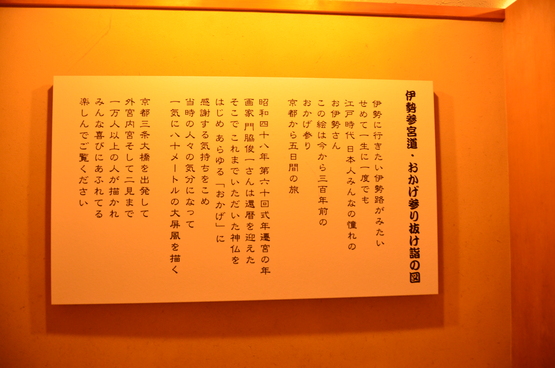 伊勢参宮道・おかげ参り抜け詣の図
伊勢に行きたい伊勢路がみたい
せめて一生に一度でも
江戸時代 日本人みんなの憧れの
お伊勢さん
この絵は今から三百年前の
おかげ参り
京都から五日間の旅
昭和四十八年 第六十回式年遷宮の年
画家 門脇俊一さんは還暦を迎えた
そこで これまでいただいた神仏を
はじめ あらゆる「おかげ」に
感謝する気持ちをこめ
当時の人々の気分になって
一気に八十メートルの大屏風を描く
京都三条大橋を出発して
外宮内宮そして二見まで
一万人以上の人が描かれ
みんな喜びにあふれてる
楽しんでご覧ください